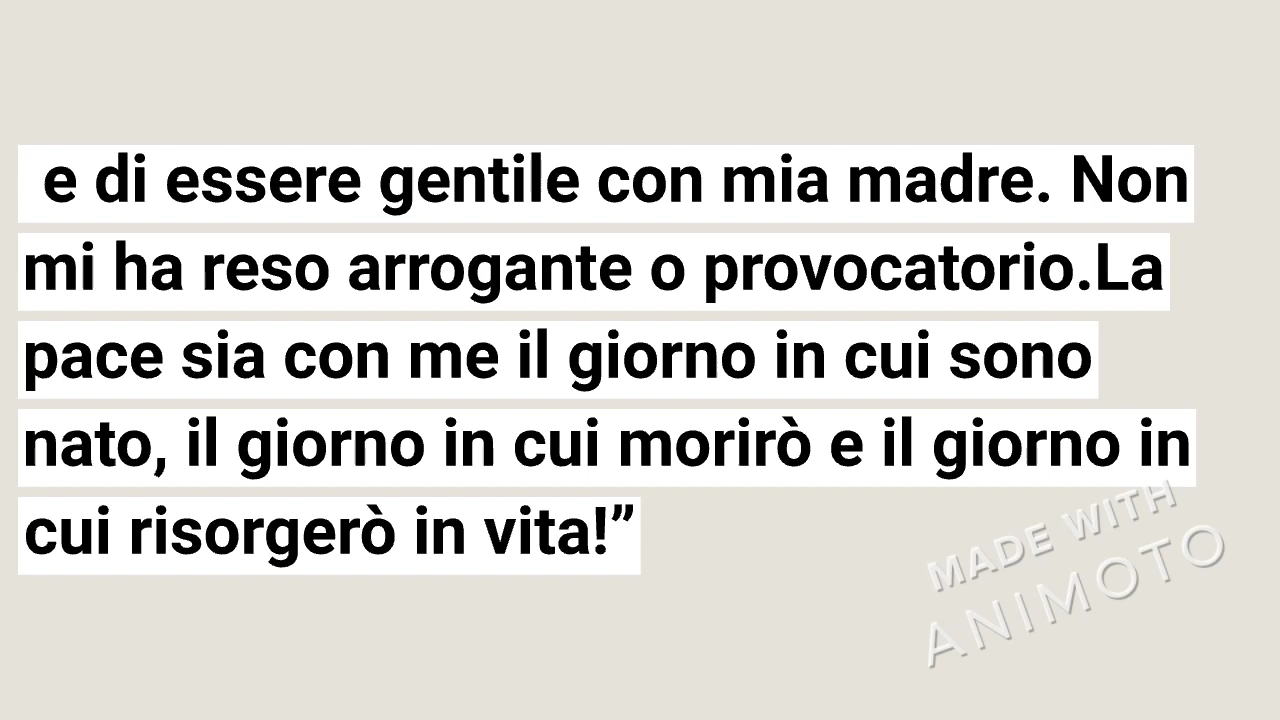 e di essere gentile con mia madre. Non
mi ha reso arrogante o provocatorio.La
pace sia con me il giorno in cui sono
nato, il giorno in cui morirò e il giorno in
cui risorgerò in vita!”
MADE WITH
ANIMOTO